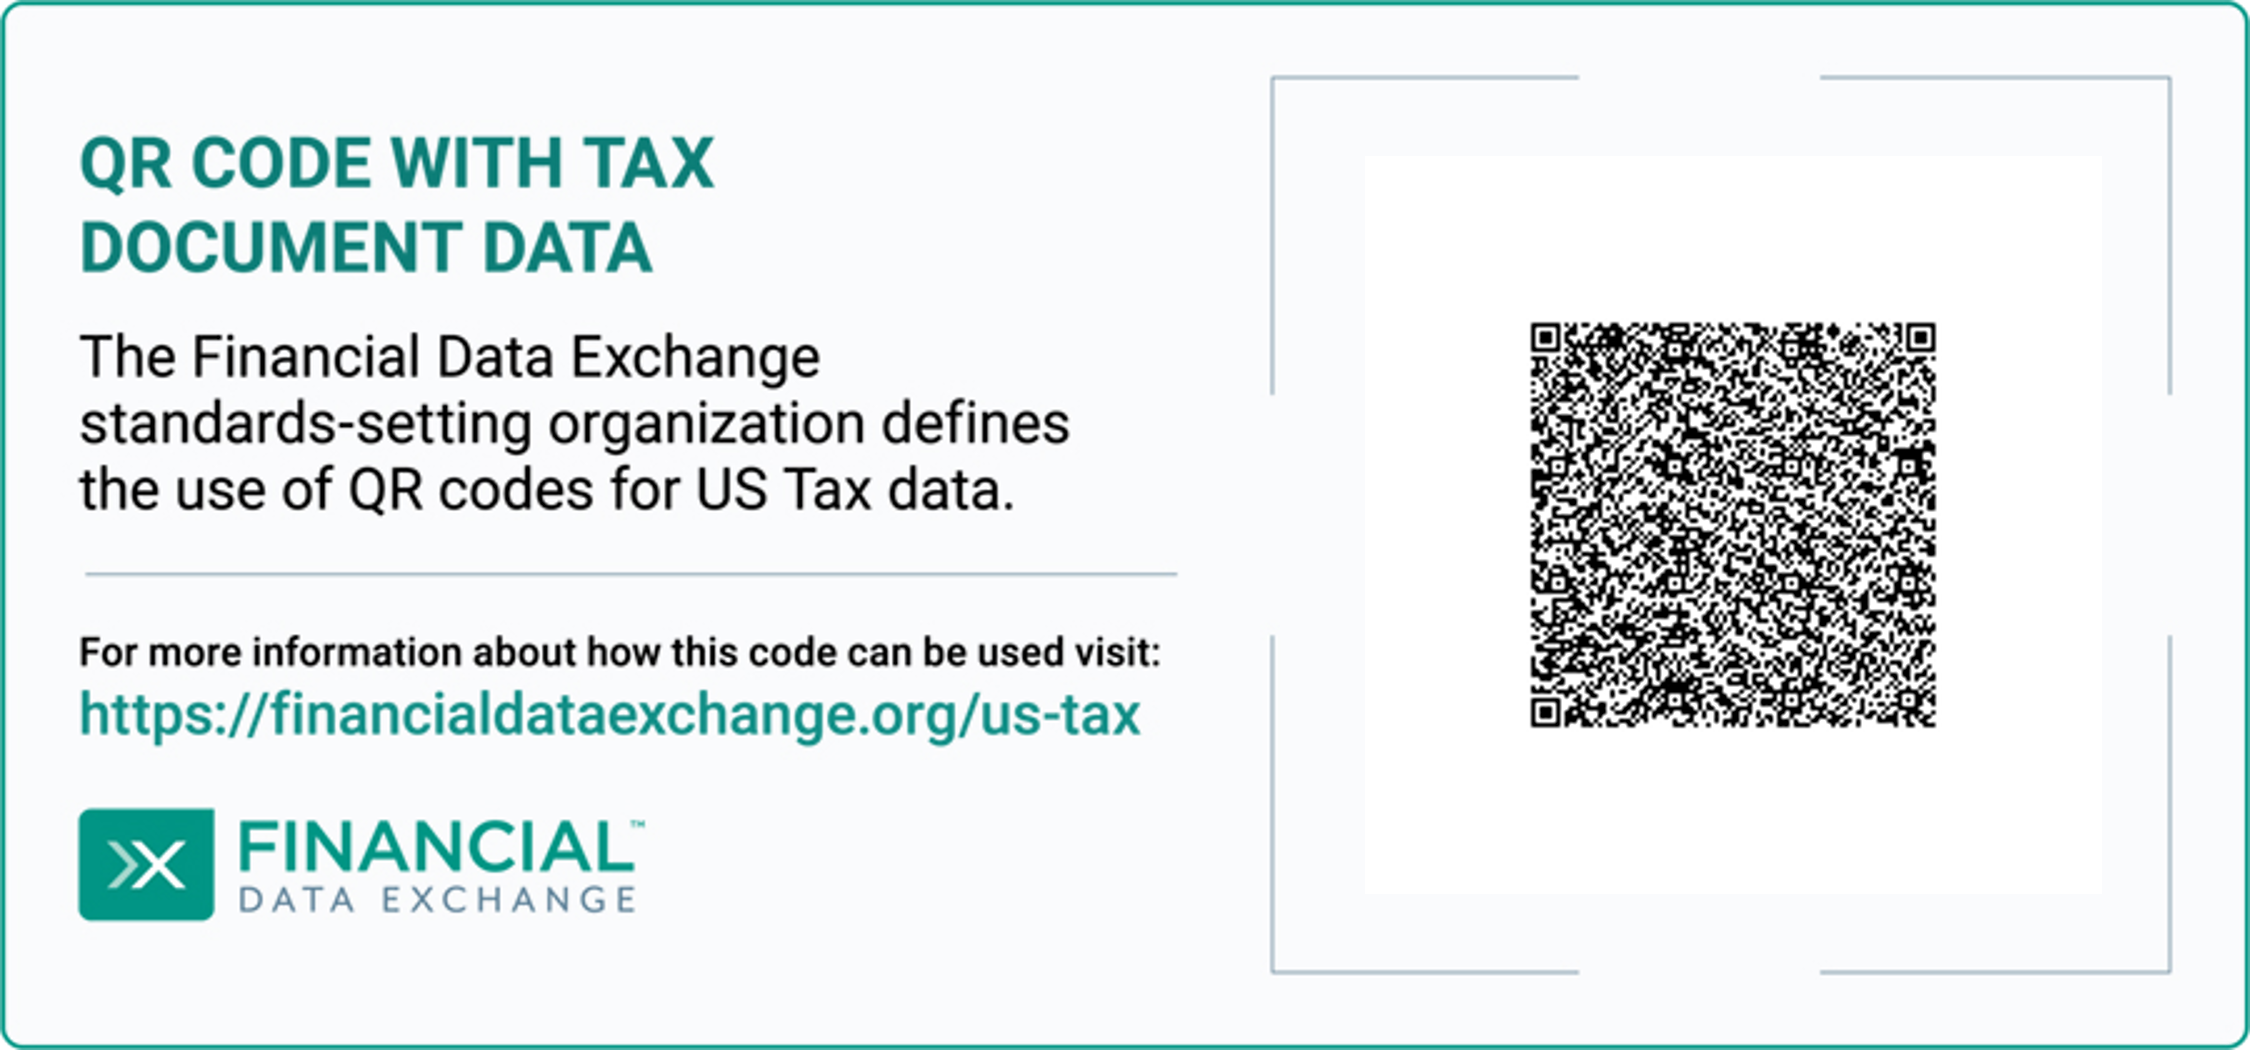 QR CODE WITH TAX
DOCUMENT DATA
The Financial Data Exchange
standards-setting organization defines
the use of QR codes for US Tax data.
For more information about how this code can be used visit:
https://financialdataexchange.org/us-tax
FINANCIAL™
DATA EXCHANGE